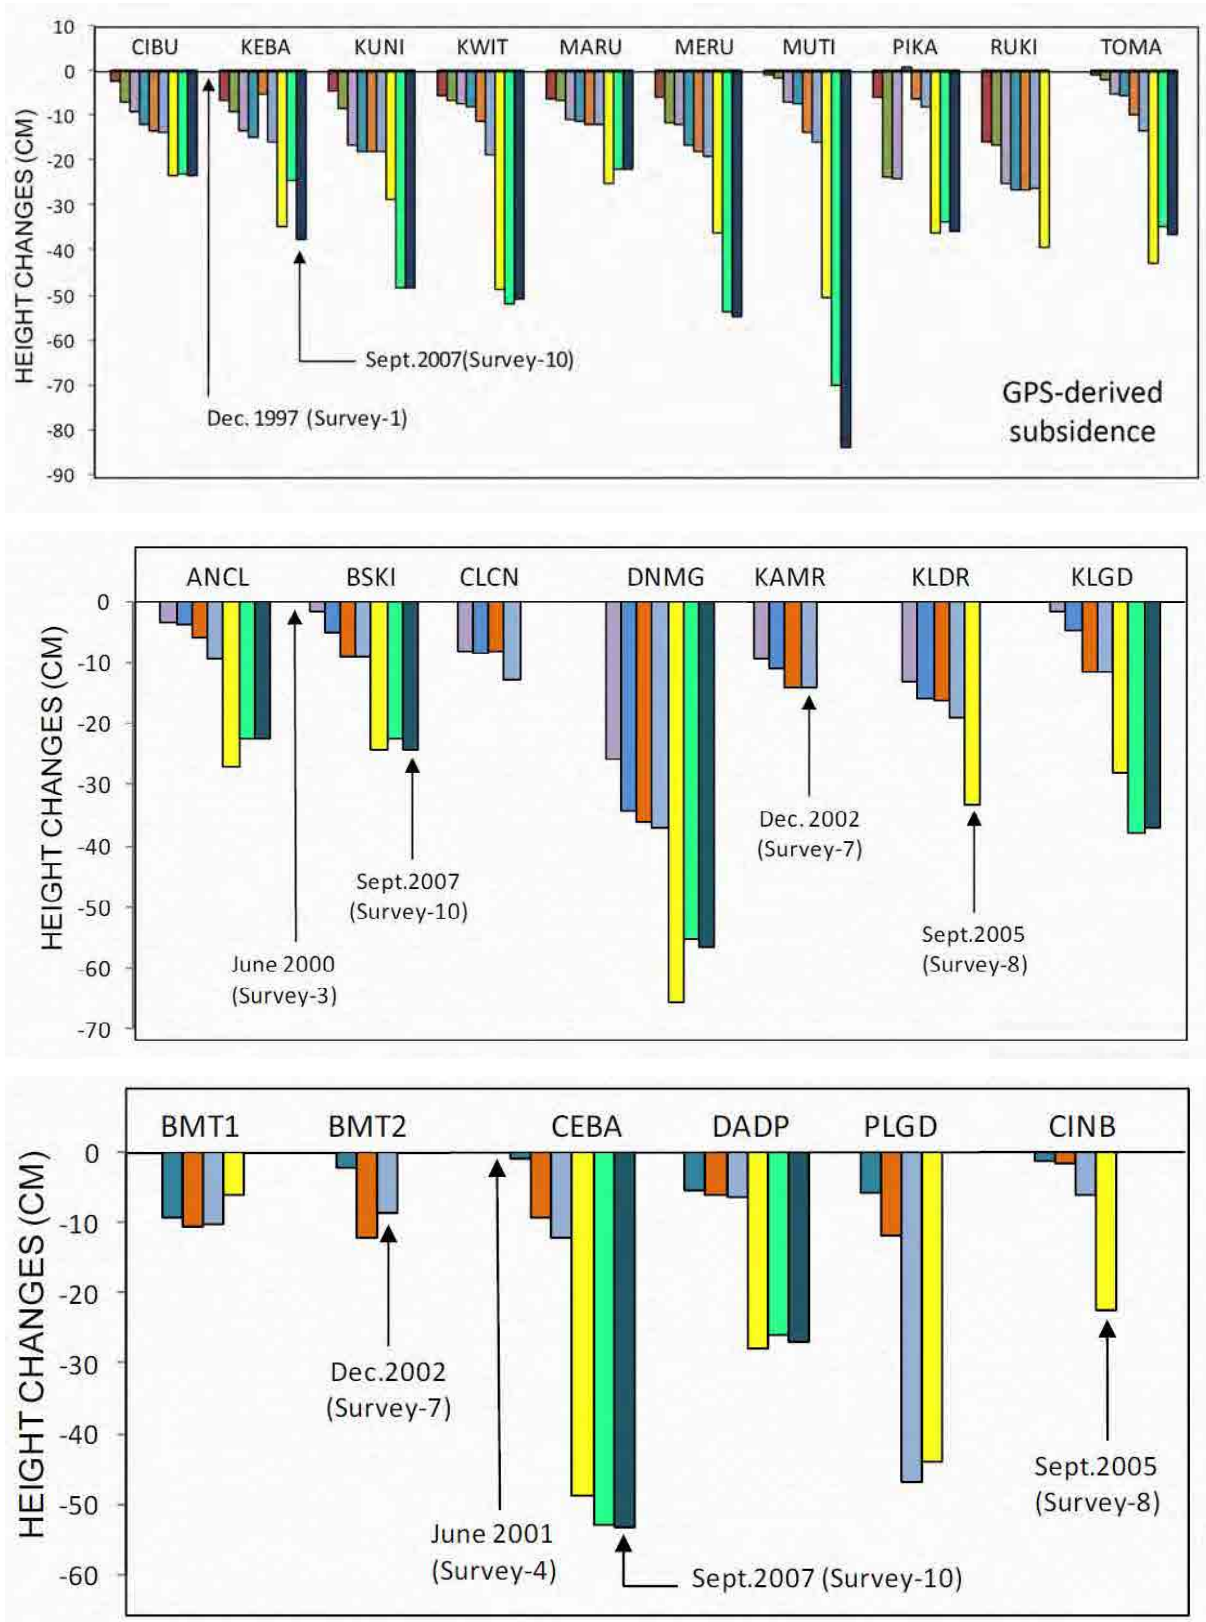 10
CIBU KEBA KUNI KWIT MARU MERU MUTI PIKA RUKI TOMA
0
-10
-20
-30
-40
-50
-60
-70
-80
-90
HEIGHT CHANGES (CM)
Sept.2007(Survey-10)
Dec. 1997 (Survey-1)
GPS-derived
subsidence
ANCL BSKI CLCN DNMG KAMR KLDR KLGD
0
-10
-20
-30
-40
-50
-60
-70
HEIGHT CHANGES (CM)
Dec. 2002
(Survey-7)
Sept.2007
(Survey-10)
Sept.2005
(Survey-8)
June 2000
(Survey-3)
BMT1 BMT2 CEBA DADP PLGD CINB
0
-10
-20
-30
-40
-50
-60
HEIGHT CHANGES (CM)
Dec.2002
(Survey-7)
Sept.2005
(Survey-8)
June 2001
(Survey-4)
Sept.2007 (Survey-10)